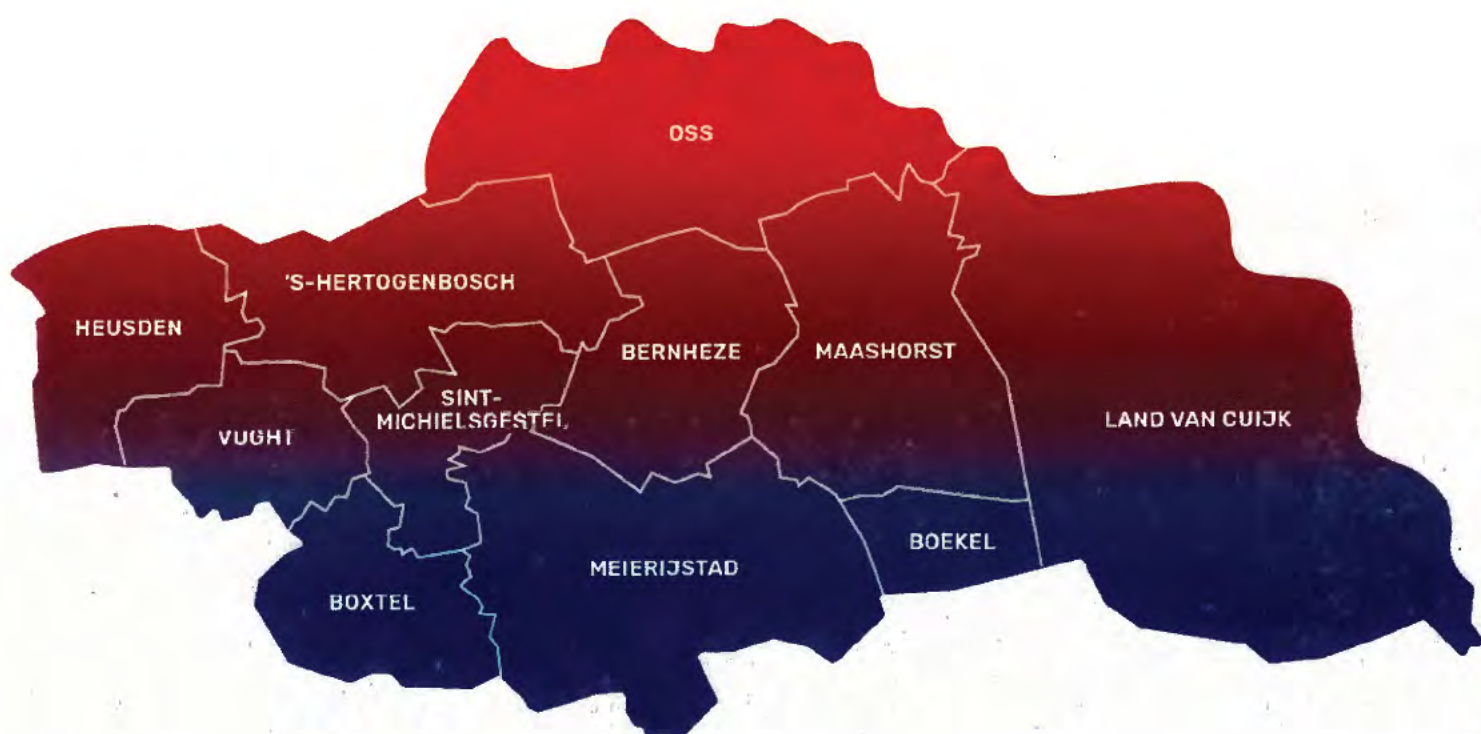 OSS
'S-HERTOGENBOSCH
HEUSDEN
BERNHEZE
MAASHORST
SINT-
MICHIELSGESTEL
VUGHT
LAND VAN CUIJK
BOEKEL
MEIERIJSTAD
BOXTEL